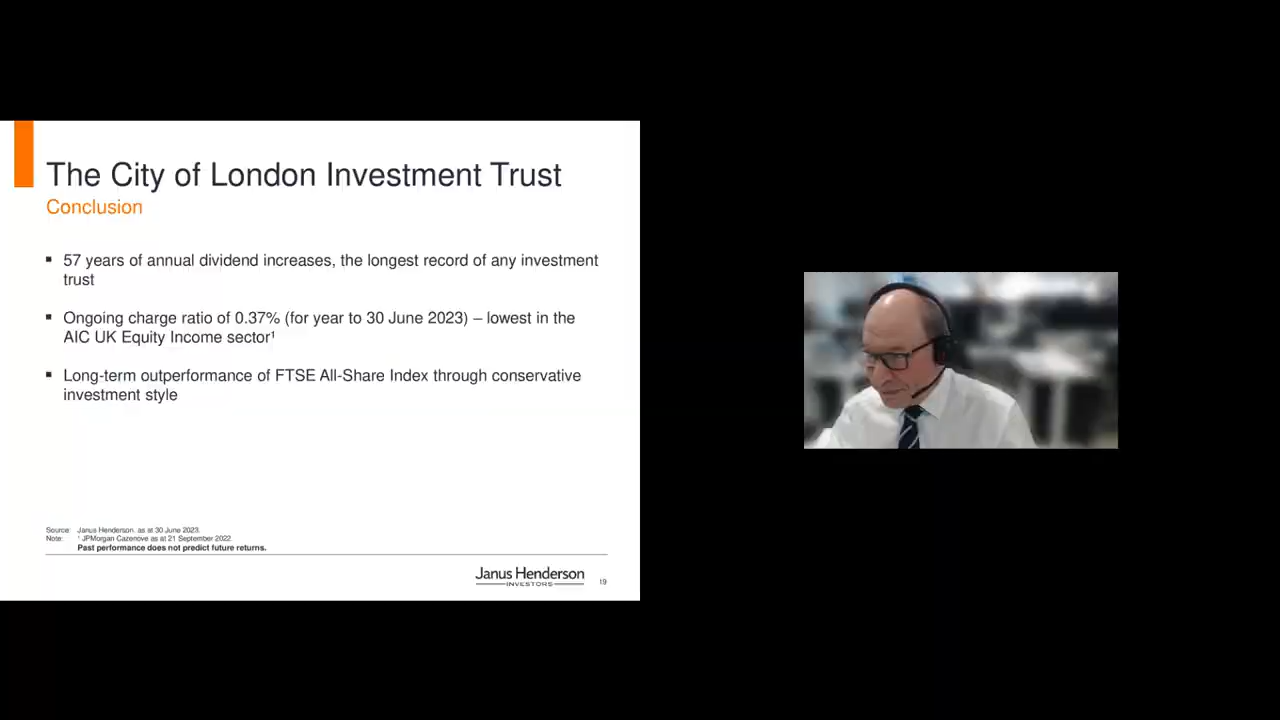 The City of London Investment Trust
Conclusion
▪ 57 years of annual dividend increases, the longest record of any investment
trust
▪ Ongoing charge ratio of 0.37% (for year to 30 June 2023) – lowest in the
AIC UK Equity Income sector¹
▪ Long-term outperformance of FTSE All-Share Index through conservative
investment style
Source: Janus Henderson. as at 30 June 2023.
Note: ¹ JPMorgan Cazenove as at 21 September 2022.
Past performance does not predict future returns.
Janus Henderson
INVESTORS
19